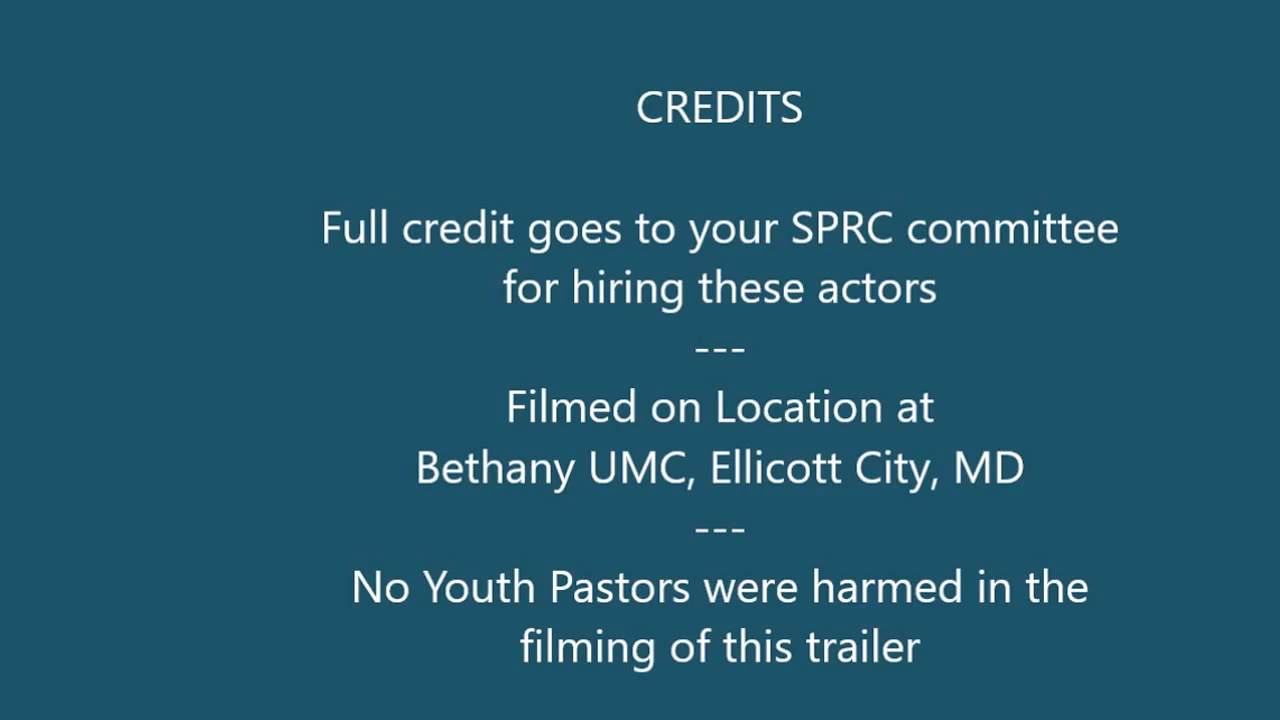 CREDITS
Full credit goes to your SPRC committee
for hiring these actors
---
Filmed on Location at
Bethany UMC, Ellicott City, MD
---
No Youth Pastors were harmed in the
filming of this trailer